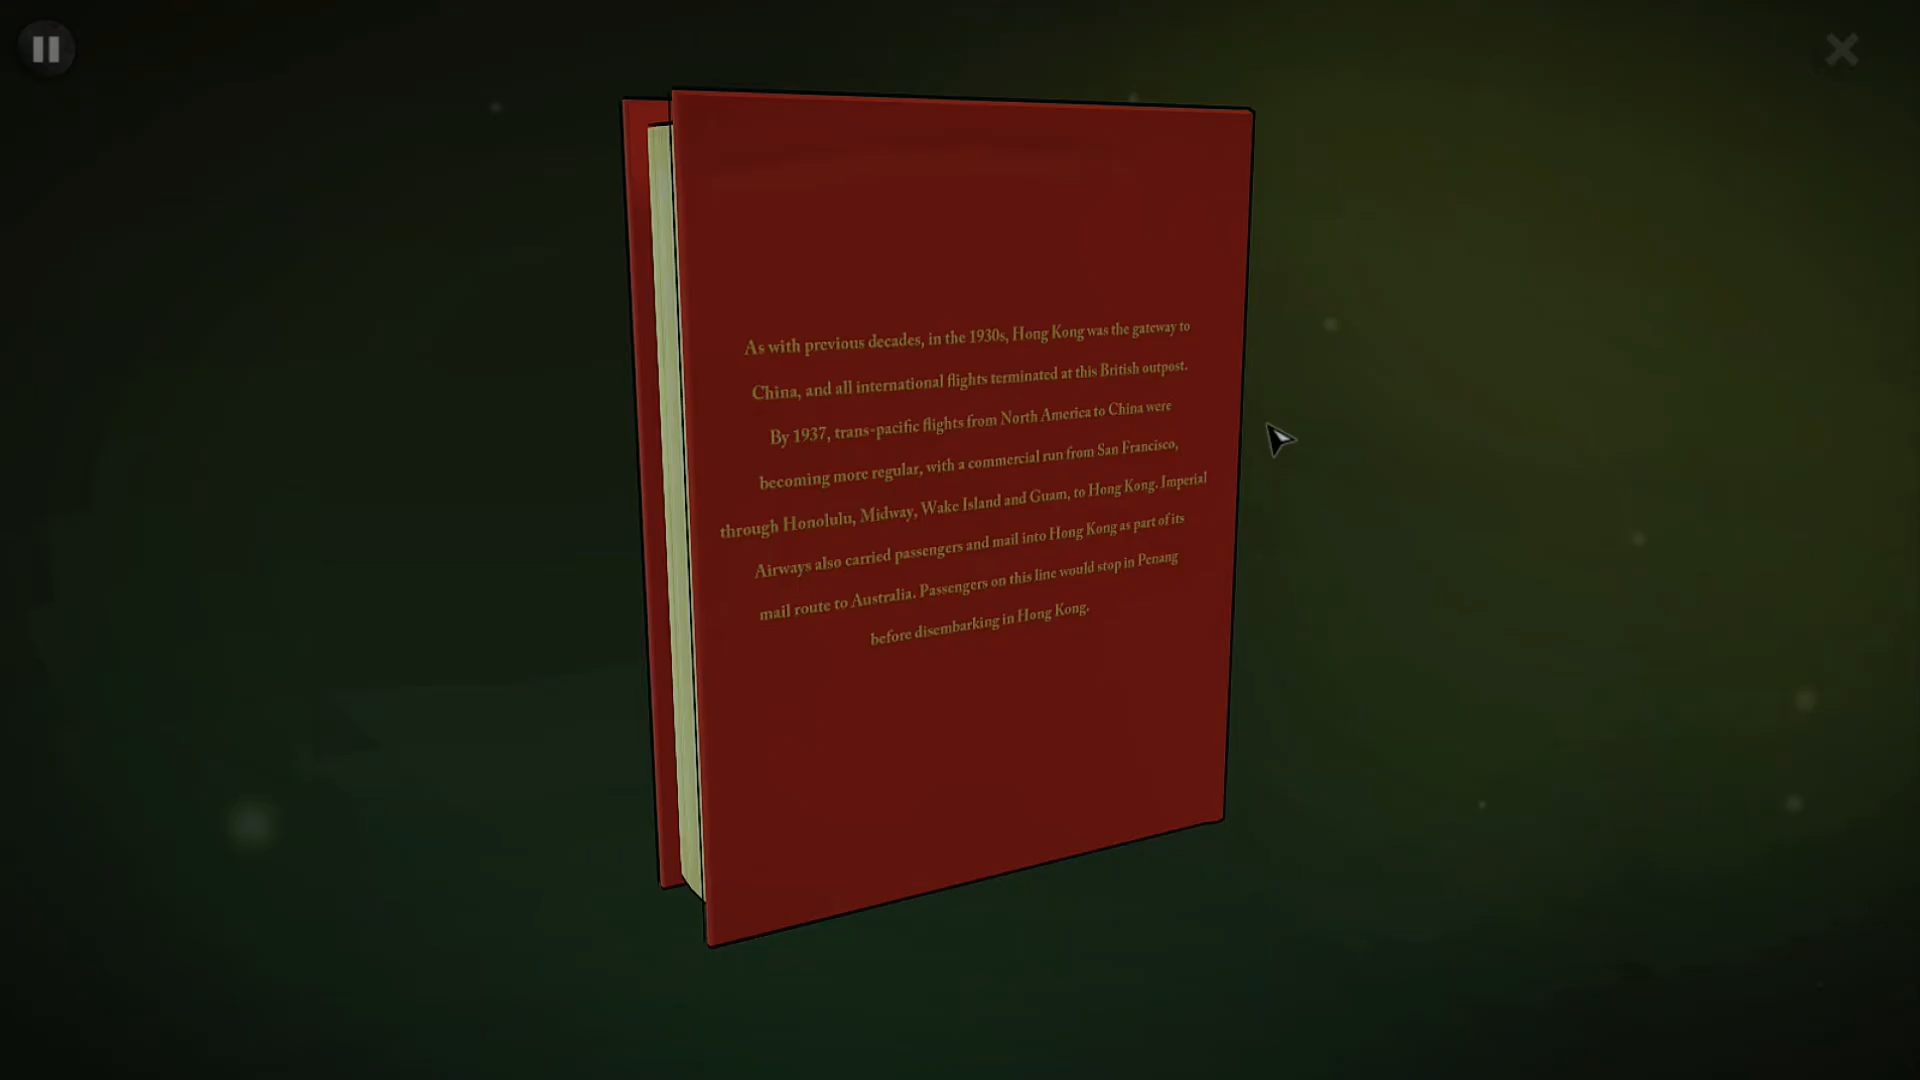 As with previous decades, in the 1930s, Hong Kong was the gateway to
China, and all international flights terminated at this British outpost.
By 1937, trans-pacific flights from North America to China were
becoming more regular, with a commercial run from San Francisco,
through Honolulu, Midway, Wake Island and Guam, to Hong Kong. Imperial
Airways also carried passengers and mail into Hong Kong as part of its
mail route to Australia. Passengers on this line would stop in Penang
before disembarking in Hong Kong.